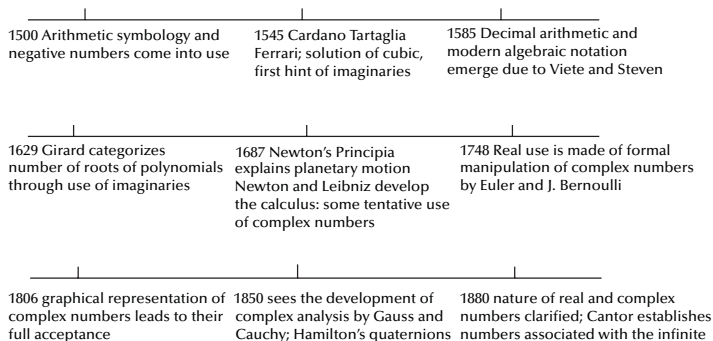 1500 Arithmetic symbology and
negative numbers come into use
1545 Cardano Tartaglia
Ferrari; solution of cubic,
first hint of imaginaries
1585 Decimal arithmetic and
modern algebraic notation
emerge due to Viete and Steven
1629 Girard categorizes
number of roots of polynomials
through use of imaginaries
1687 Newton's Principia
explains planetary motion
Newton and Leibniz develop
the calculus: some tentative use
of complex numbers
1748 Real use is made of formal
manipulation of complex numbers
by Euler and J. Bernoulli
1806 graphical representation of
complex numbers leads to their
full acceptance
1850 sees the development of
complex analysis by Gauss and
Cauchy; Hamilton's quaternions
1880 nature of real and complex
numbers clarified; Cantor establishes
numbers associated with the infinite